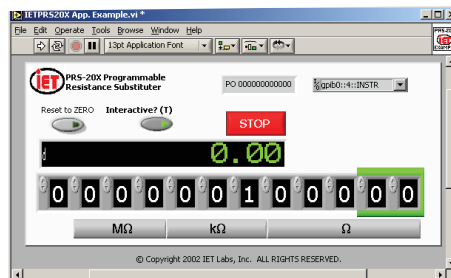 IETPRS20X App. Example.vi *
File Edit Operate Tools Browse Window Help
13pt Application Font
IET
PRS-20X Programmable
Resistance Substituter
PO 000000000000
gpib0::4::INSTR
Reset to ZERO Interactive? (T)
STOP
0.00
0 0 0 0 0 0 1 0 0 0 0 0
MΩ kΩ Ω
© Copyright 2002 IET Labs, Inc. ALL RIGHTS RESERVED.